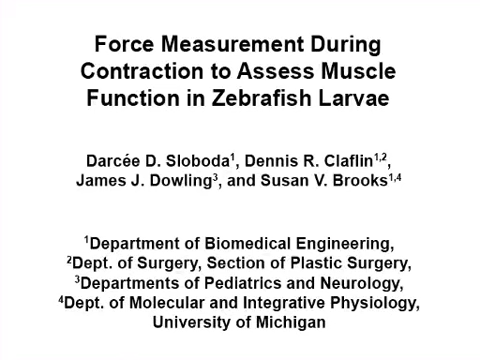 Force Measurement During
Contraction to Assess Muscle
Function in Zebrafish Larvae
Darcée D. Sloboda¹, Dennis R. Claflin¹,²,
James J. Dowling³, and Susan V. Brooks¹,⁴
¹Department of Biomedical Engineering,
²Dept. of Surgery, Section of Plastic Surgery,
³Departments of Pediatrics and Neurology,
⁴Dept. of Molecular and Integrative Physiology,
University of Michigan